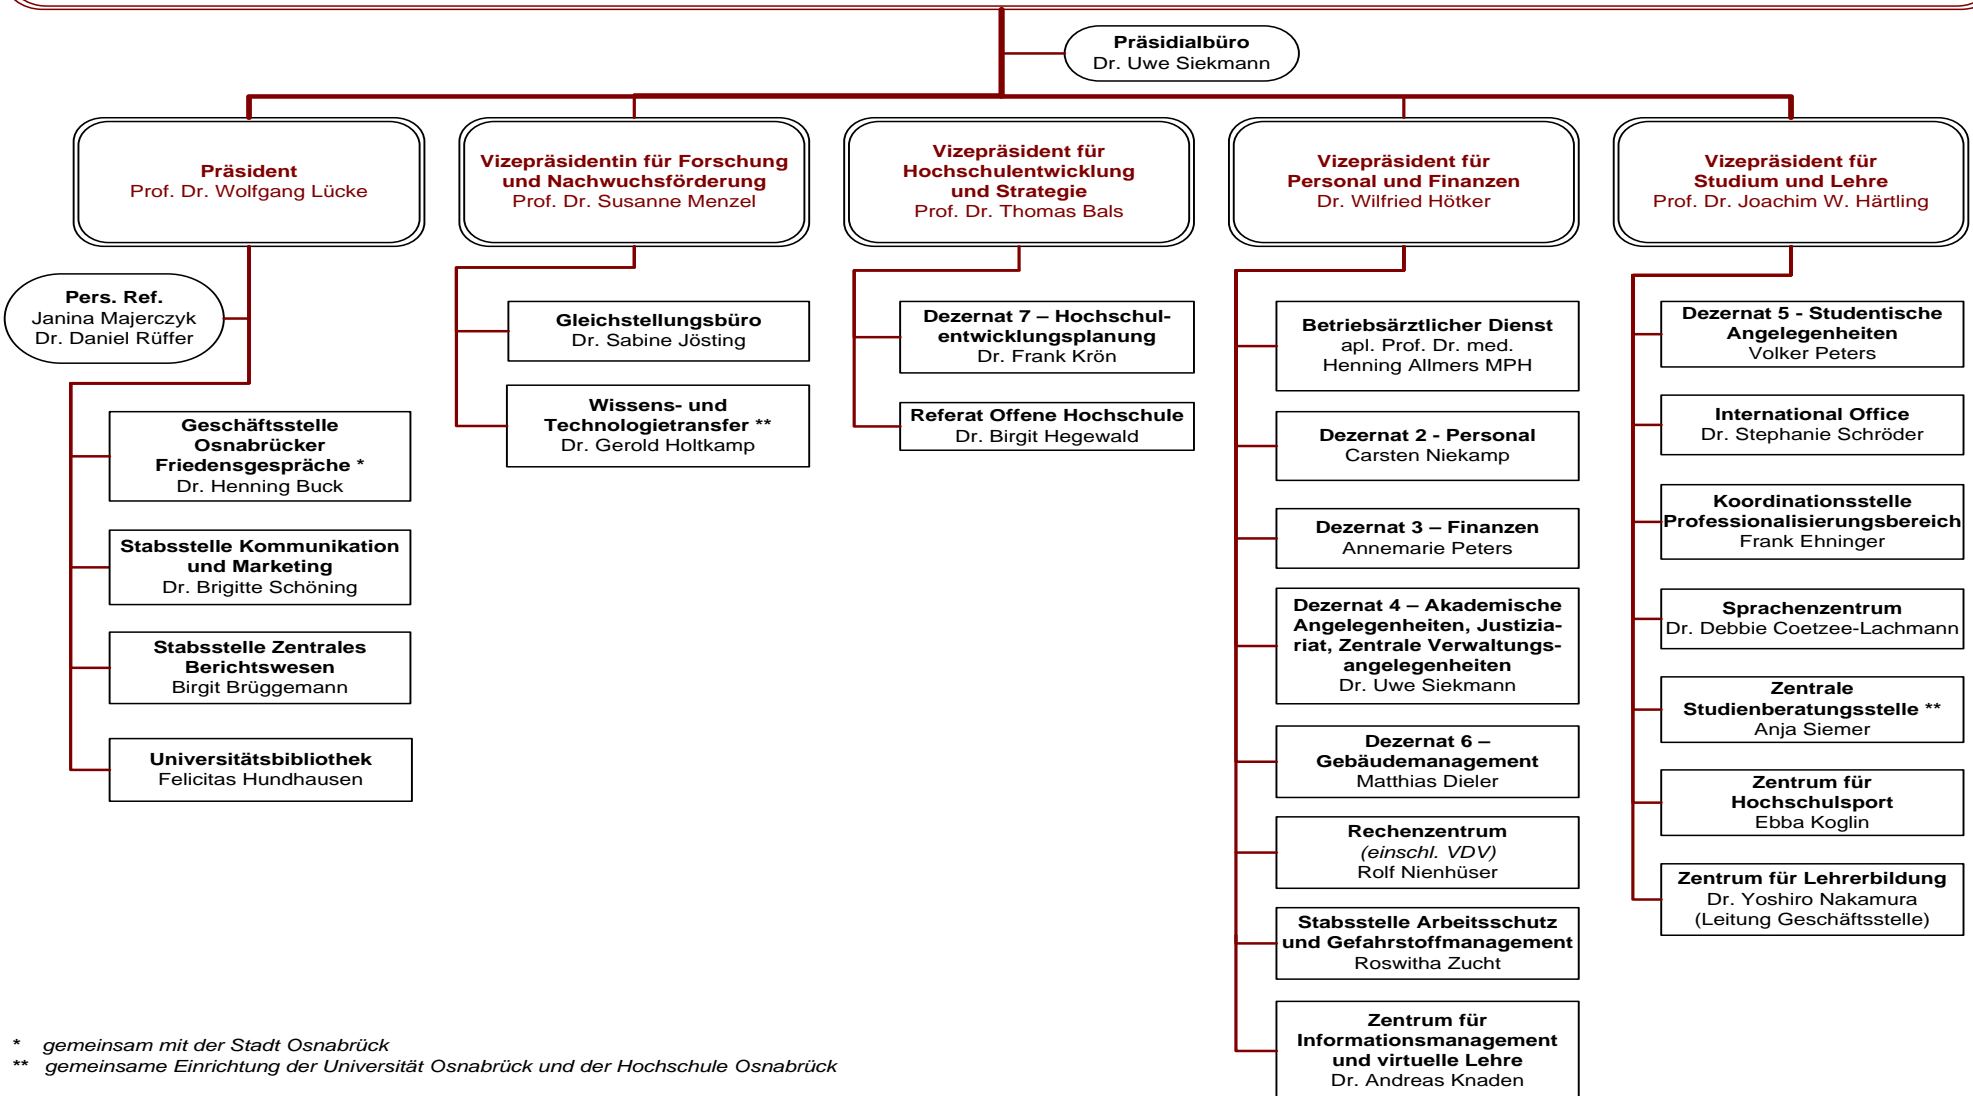 Präsidialbüro
Dr. Uwe Siekmann
Präsident
Prof. Dr. Wolfgang Lücke
Vizepräsidentin für Forschung
und Nachwuchsförderung
Prof. Dr. Susanne Menzel
Vizepräsident für
Hochschulentwicklung
und Strategie
Prof. Dr. Thomas Bals
Vizepräsident für
Personal und Finanzen
Dr. Wilfried Hötker
Vizepräsident für
Studium und Lehre
Prof. Dr. Joachim W. Härtling
Pers. Ref.
Janina Majerczyk
Dr. Daniel Rüffer
Geschäftsstelle
Osnabrücker
Friedensgespräche *
Dr. Henning Buck
Stabsstelle Kommunikation
und Marketing
Dr. Brigitte Schöning
Stabsstelle Zentrales
Berichtswesen
Birgit Brüggemann
Universitätsbibliothek
Felicitas Hundhausen
Gleichstellungsbüro
Dr. Sabine Jösting
Wissens- und
Technologietransfer **
Dr. Gerold Holtkamp
Dezernat 7 – Hochschul-
entwicklungsplanung
Dr. Frank Krön
Referat Offene Hochschule
Dr. Birgit Hegewald
Betriebsärztlicher Dienst
apl. Prof. Dr. med.
Henning Allmers MPH
Dezernat 2 - Personal
Carsten Niekamp
Dezernat 3 – Finanzen
Annemarie Peters
Dezernat 4 – Akademische
Angelegenheiten, Justizia-
riat, Zentrale Verwaltungs-
angelegenheiten
Dr. Uwe Siekmann
Dezernat 6 –
Gebäudemanagement
Matthias Dieler
Rechenzentrum
(einschl. VDV)
Rolf Nienhüser
Stabsstelle Arbeitsschutz
und Gefahrstoffmanagement
Roswitha Zucht
Zentrum für
Informationsmanagement
und virtuelle Lehre
Dr. Andreas Knaden
Dezernat 5 - Studentische
Angelegenheiten
Volker Peters
International Office
Dr. Stephanie Schröder
Koordinationsstelle
Professionalisierungsbereich
Frank Ehninger
Sprachenzentrum
Dr. Debbie Coetzee-Lachmann
Zentrale
Studienberatungsstelle **
Anja Siemer
Zentrum für
Hochschulsport
Ebba Koglin
Zentrum für Lehrerbildung
Dr. Yoshiro Nakamura
(Leitung Geschäftsstelle)
* gemeinsam mit der Stadt Osnabrück
** gemeinsame Einrichtung der Universität Osnabrück und der Hochschule Osnabrück